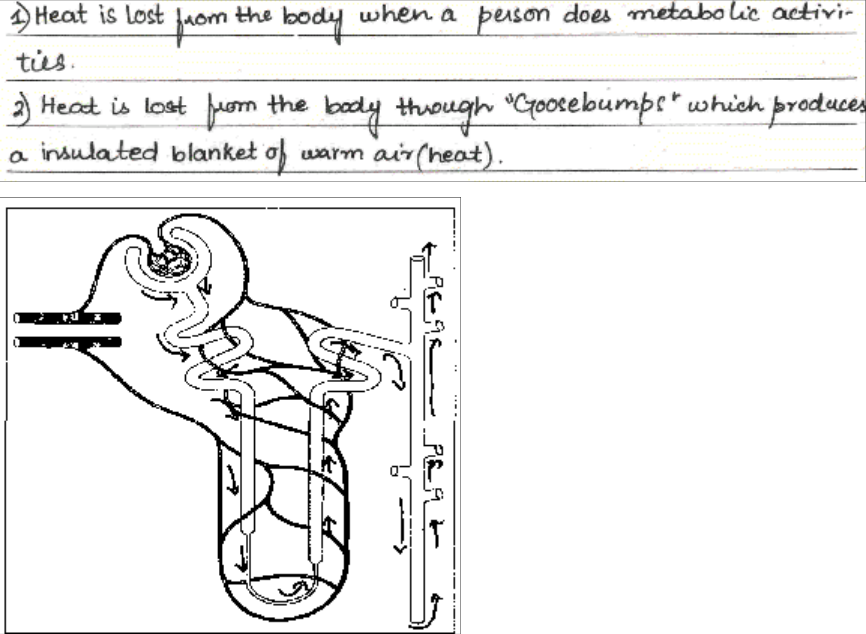 1) Heat is lost from the body when a person does metabolic activi-
ties.
2) Heat is lost from the body through "Goosebumps" which produces
a insulated blanket of warm air (heat).